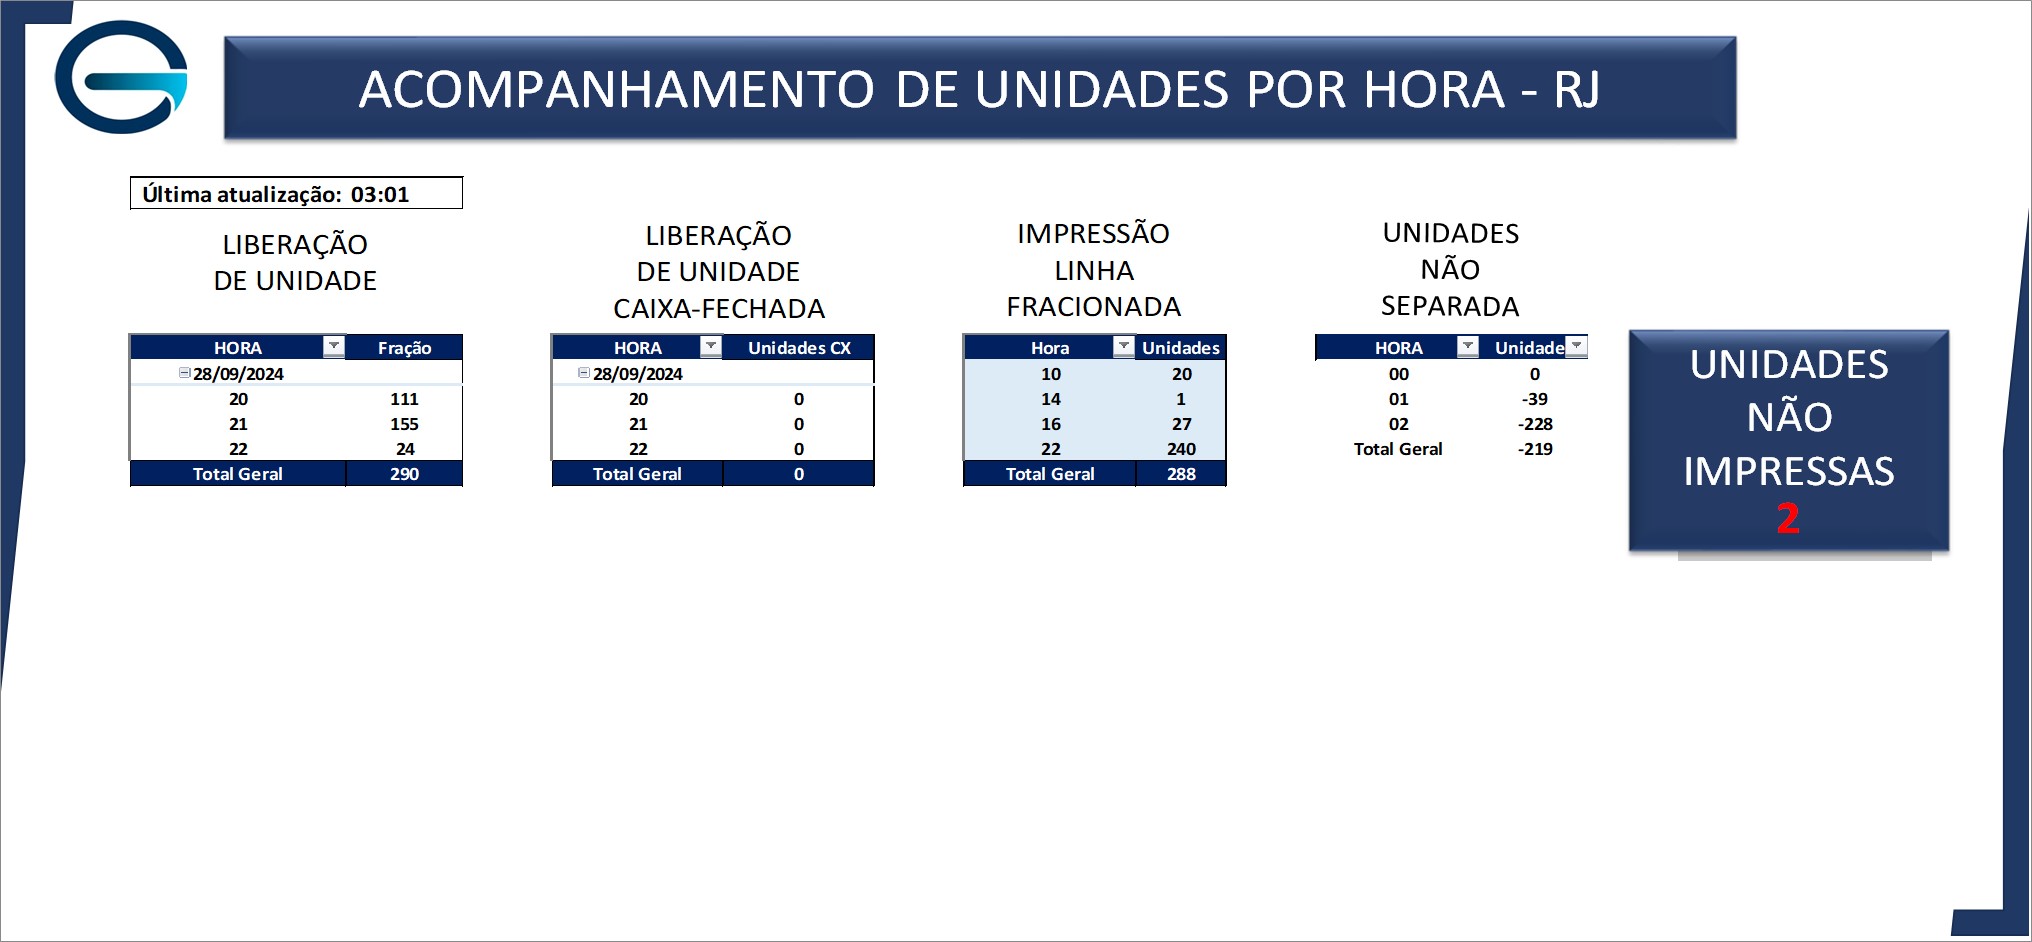 ACOMPANHAMENTO DE UNIDADES POR HORA - RJ
Última atualização: 03:01
LIBERAÇÃO
DE UNIDADE
HORA Fração
28/09/2024
20 111
21 155
22 24
Total Geral 290
LIBERAÇÃO
DE UNIDADE
CAIXA-FECHADA
HORA Unidades CX
28/09/2024
20 0
21 0
22 0
Total Geral 0
IMPRESSÃO
LINHA
FRACIONADA
Hora Unidades
10 20
14 1
16 27
22 240
Total Geral 288
UNIDADES
NÃO
SEPARADA
HORA Unidade
00 0
01 -39
02 -228
Total Geral -219
UNIDADES
NÃO
IMPRESSAS
2